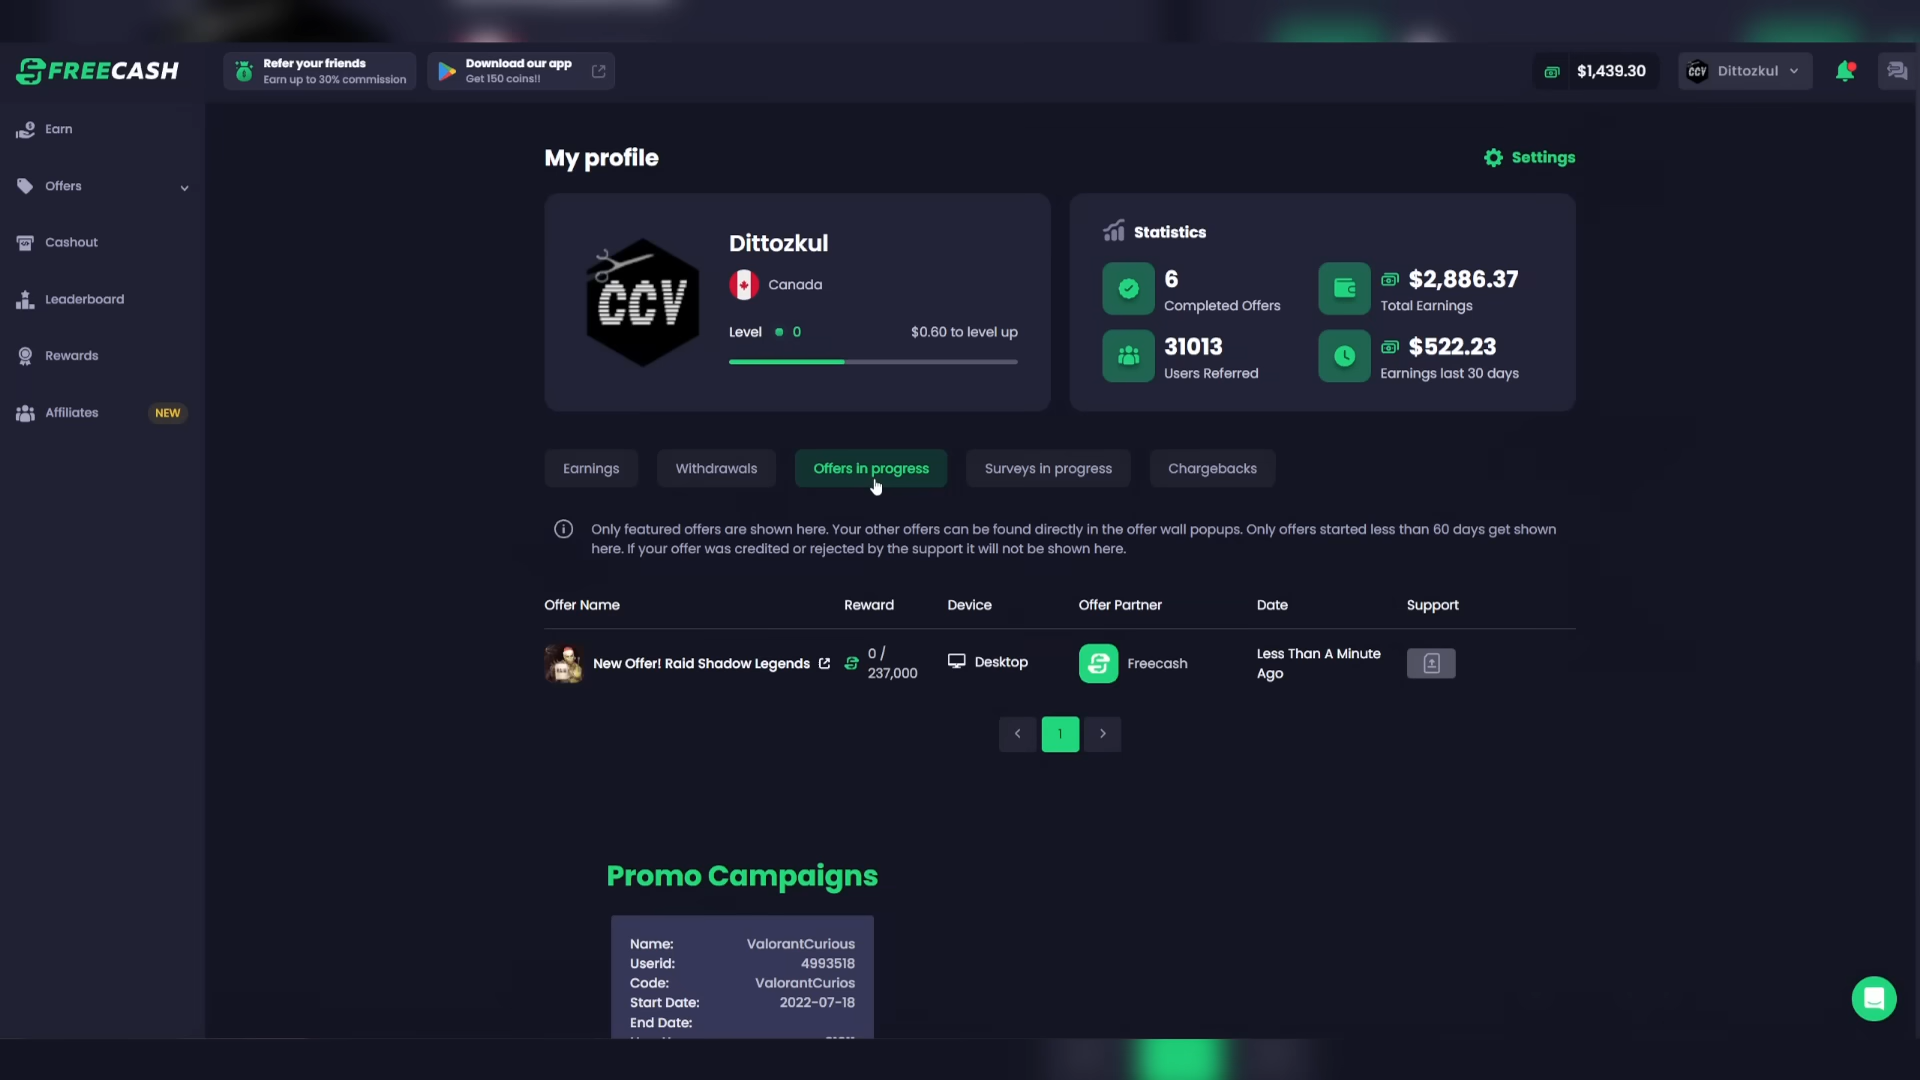 FREECASH
Refer your friends
Earn up to 30% commission
Download our app
Get 150 coins!!
$1,439.30
CCV
Dittozkul
Earn
Offers
Cashout
Leaderboard
Rewards
Affiliates
NEW
My profile
Settings
CCV
Dittozkul
Canada
Level 0
$0.60 to level up
Statistics
6
Completed Offers
$2,886.37
Total Earnings
31013
Users Referred
$522.23
Earnings last 30 days
Earnings
Withdrawals
Offers in progress
Surveys in progress
Chargebacks
Only featured offers are shown here. Your other offers can be found directly in the offer wall popups. Only offers started less than 60 days get shown
here. If your offer was credited or rejected by the support it will not be shown here.
Offer Name
Reward
Device
Offer Partner
Date
Support
New Offer! Raid Shadow Legends
0 /
237,000
Desktop
Freecash
Less Than A Minute
Ago
1
Promo Campaigns
Name: ValorantCurious
Userid: 4993518
Code: ValorantCurios
Start Date: 2022-07-18
End Date: